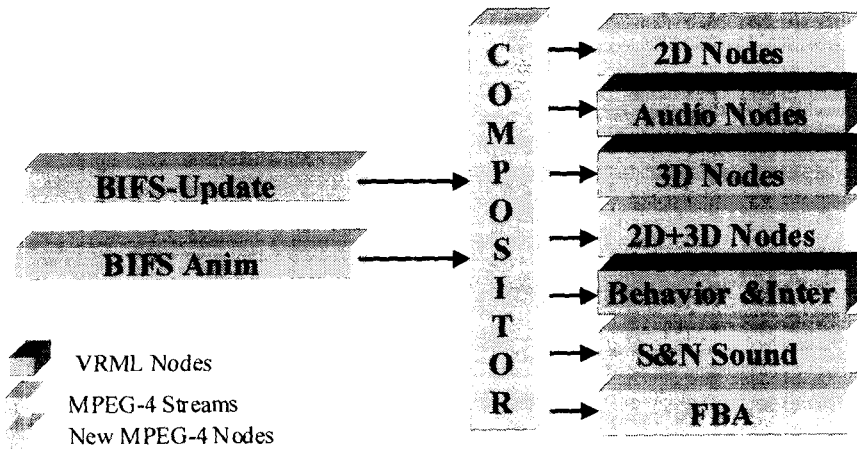 BIFS-Update
BIFS Anim
C
O
M
P
O
S
I
T
O
R
2D Nodes
Audio Nodes
3D Nodes
2D+3D Nodes
Behavior &Inter
S&N Sound
FBA
VRML Nodes
MPEG-4 Streams
New MPEG-4 Nodes